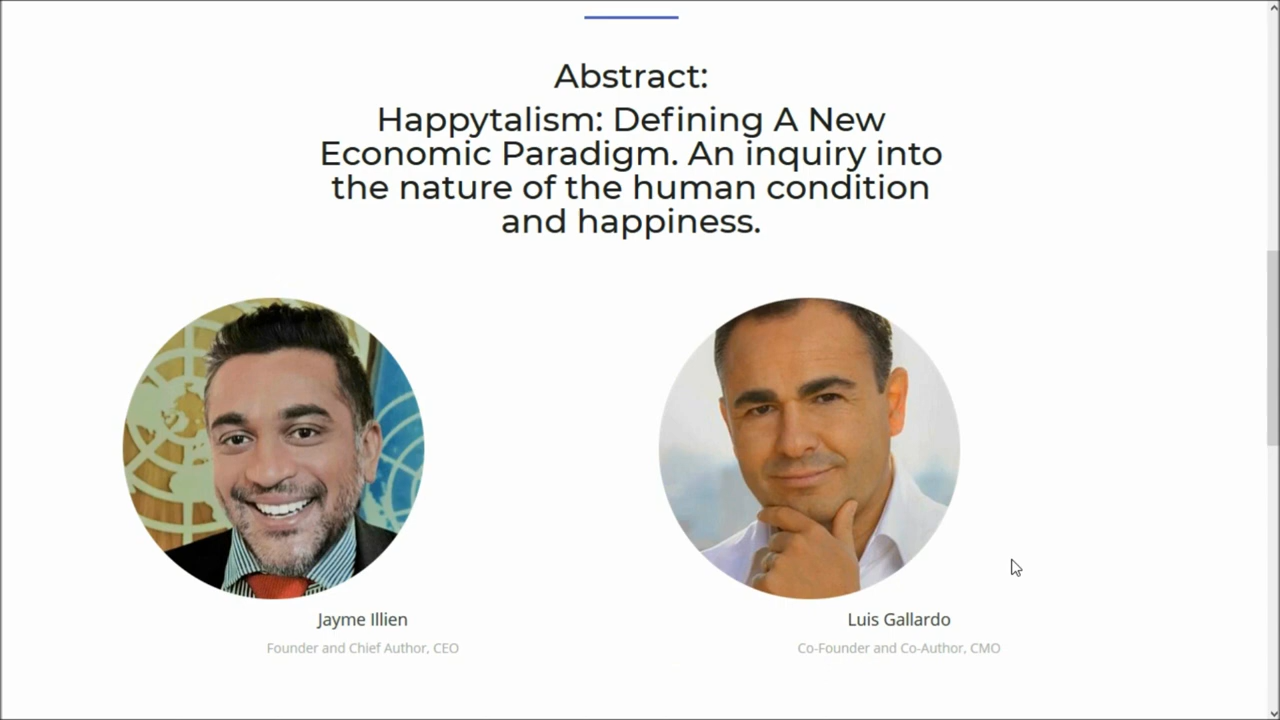 Abstract:
Happytalism: Defining A New
Economic Paradigm. An inquiry into
the nature of the human condition
and happiness.
Jayme Illien
Luis Gallardo
Founder and Chief Author, CEO
Co-Founder and Co-Author, CMO